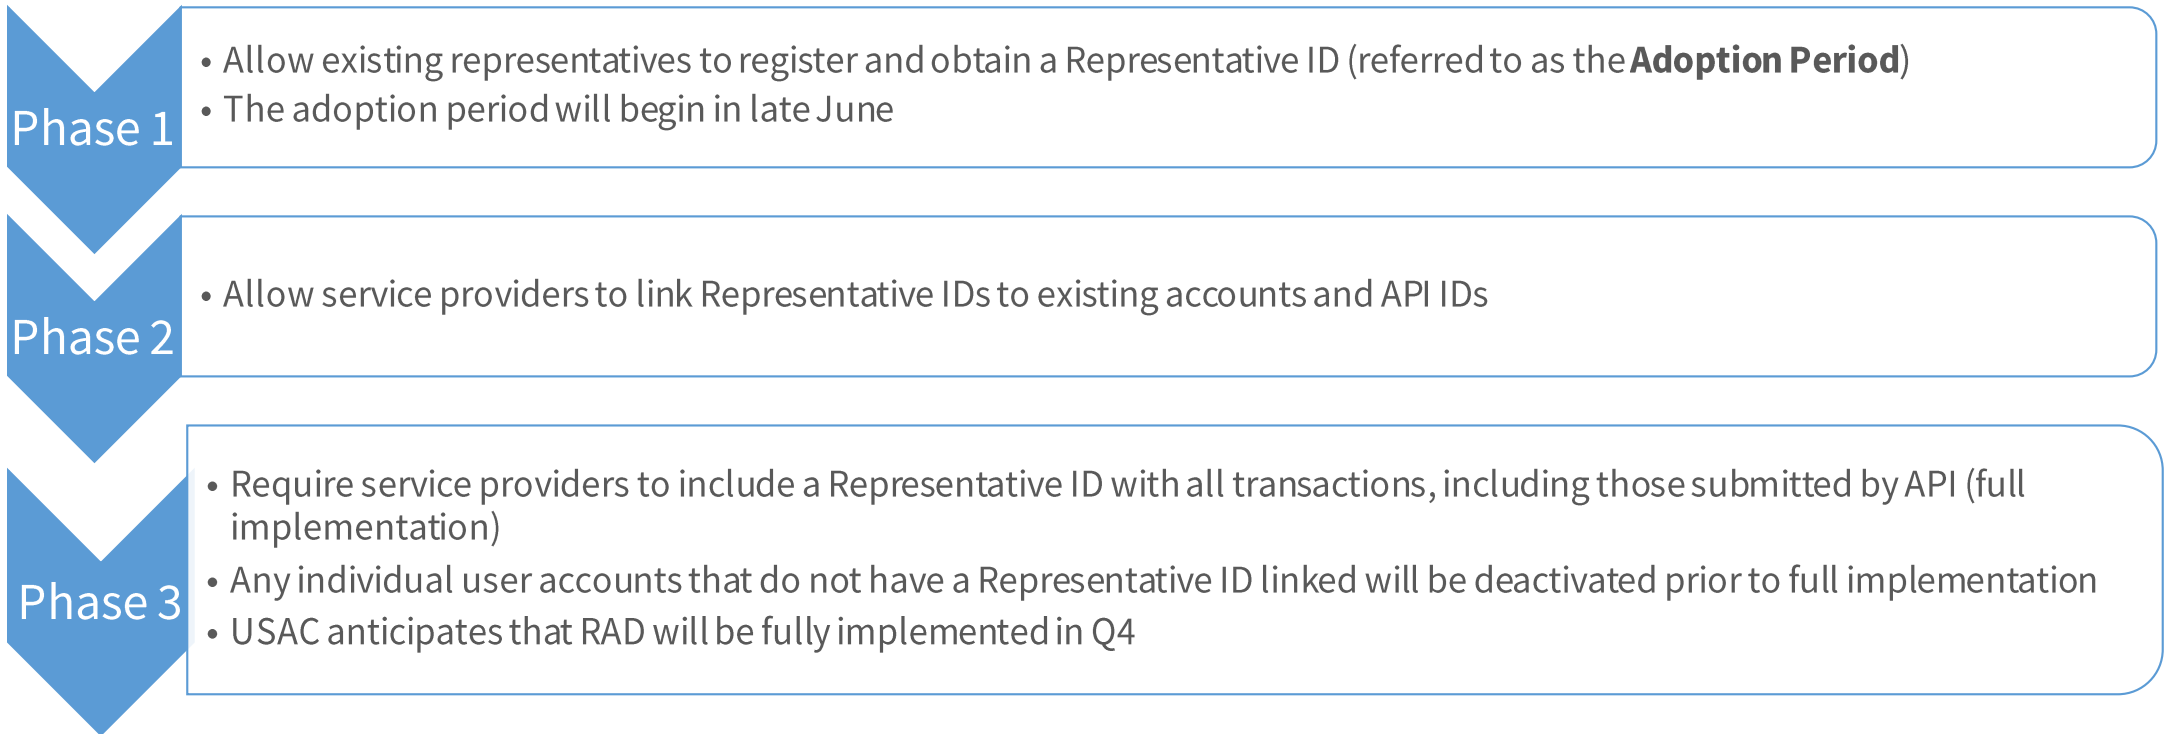 Phase 1
• Allow existing representatives to register and obtain a Representative ID (referred to as the Adoption Period)
• The adoption period will begin in late June
Phase 2
• Allow service providers to link Representative IDs to existing accounts and API IDs
Phase 3
• Require service providers to include a Representative ID with all transactions, including those submitted by API (full
implementation)
• Any individual user accounts that do not have a Representative ID linked will be deactivated prior to full implementation
• USAC anticipates that RAD will be fully implemented in Q4